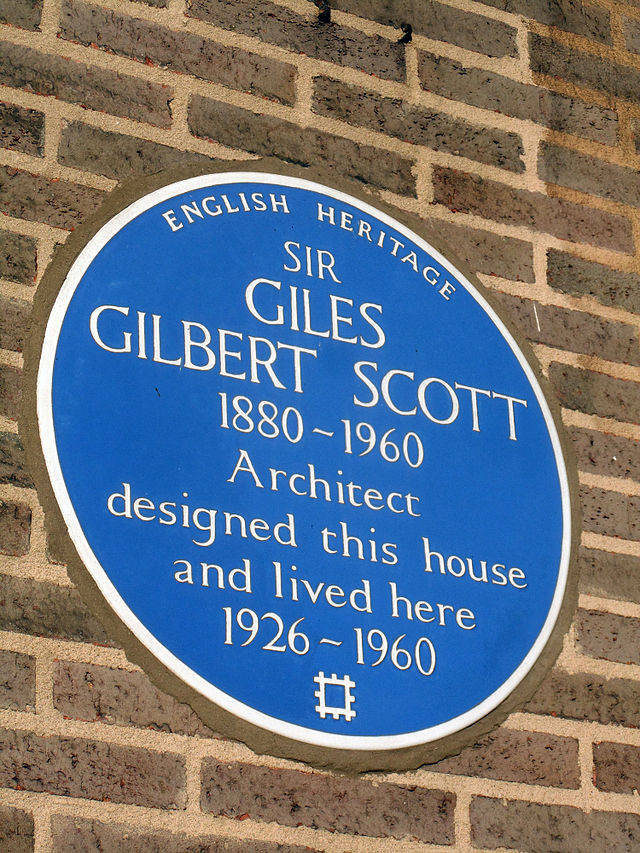 ENGLISH HERITAGE
SIR
GILES
GILBERT SCOTT
1880~1960
Architect
designed this house
and lived here
1926~1960